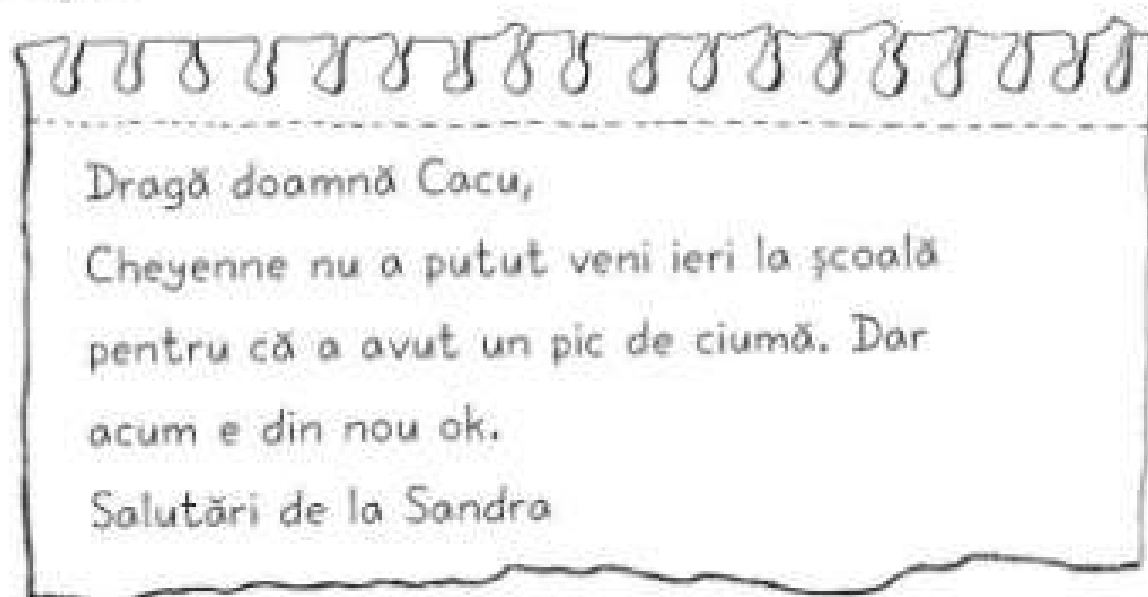 Dragă doamnă Cacu,
Cheyenne nu a putut veni ieri la școală
pentru că a avut un pic de ciumă. Dar
acum e din nou ok.
Salutări de la Sandra